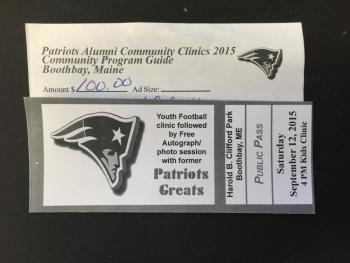 Patriots Alumni Community Clinics 2015
Community Program Guide
Boothbay, Maine
Amount $ 100.00 Ad Size:
Youth Football
clinic followed
by Free
Autograph/
photo session
with former
Patriots
Greats
Harold B. Clifford Park
Boothbay, ME
PUBLIC PASS
Saturday
September 12, 2015
4 PM Kids Clinic